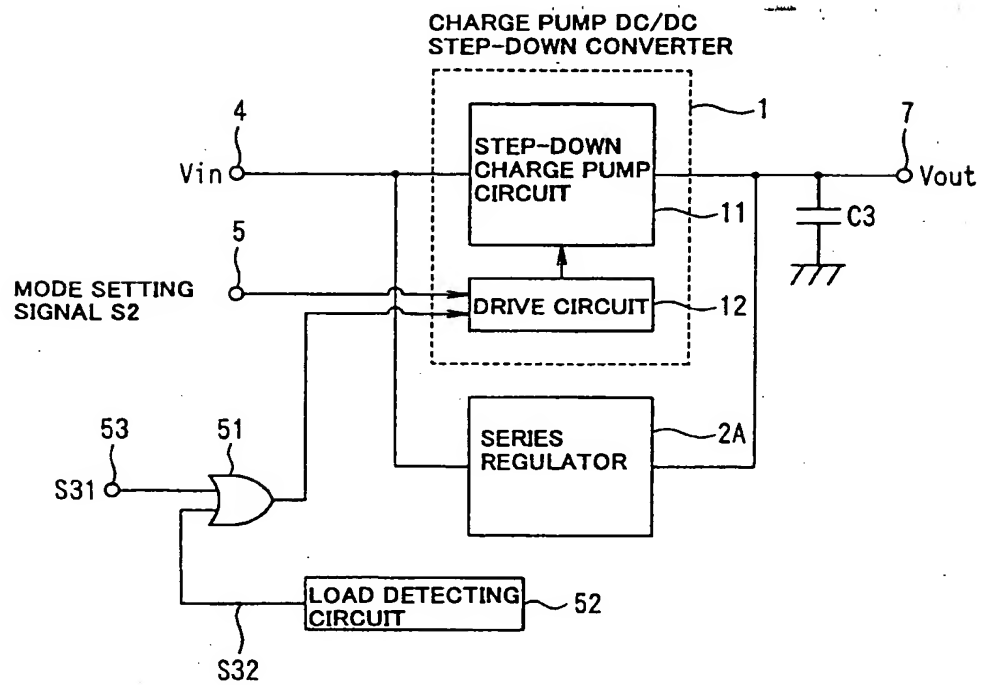 CHARGE PUMP DC/DC
STEP-DOWN CONVERTER
4
1
7
Vin
STEP-DOWN
CHARGE PUMP
CIRCUIT
Vout
11
C3
5
MODE SETTING
SIGNAL S2
DRIVE CIRCUIT
12
53
51
2A
SERIES
REGULATOR
S31
LOAD DETECTING
CIRCUIT
52
S32